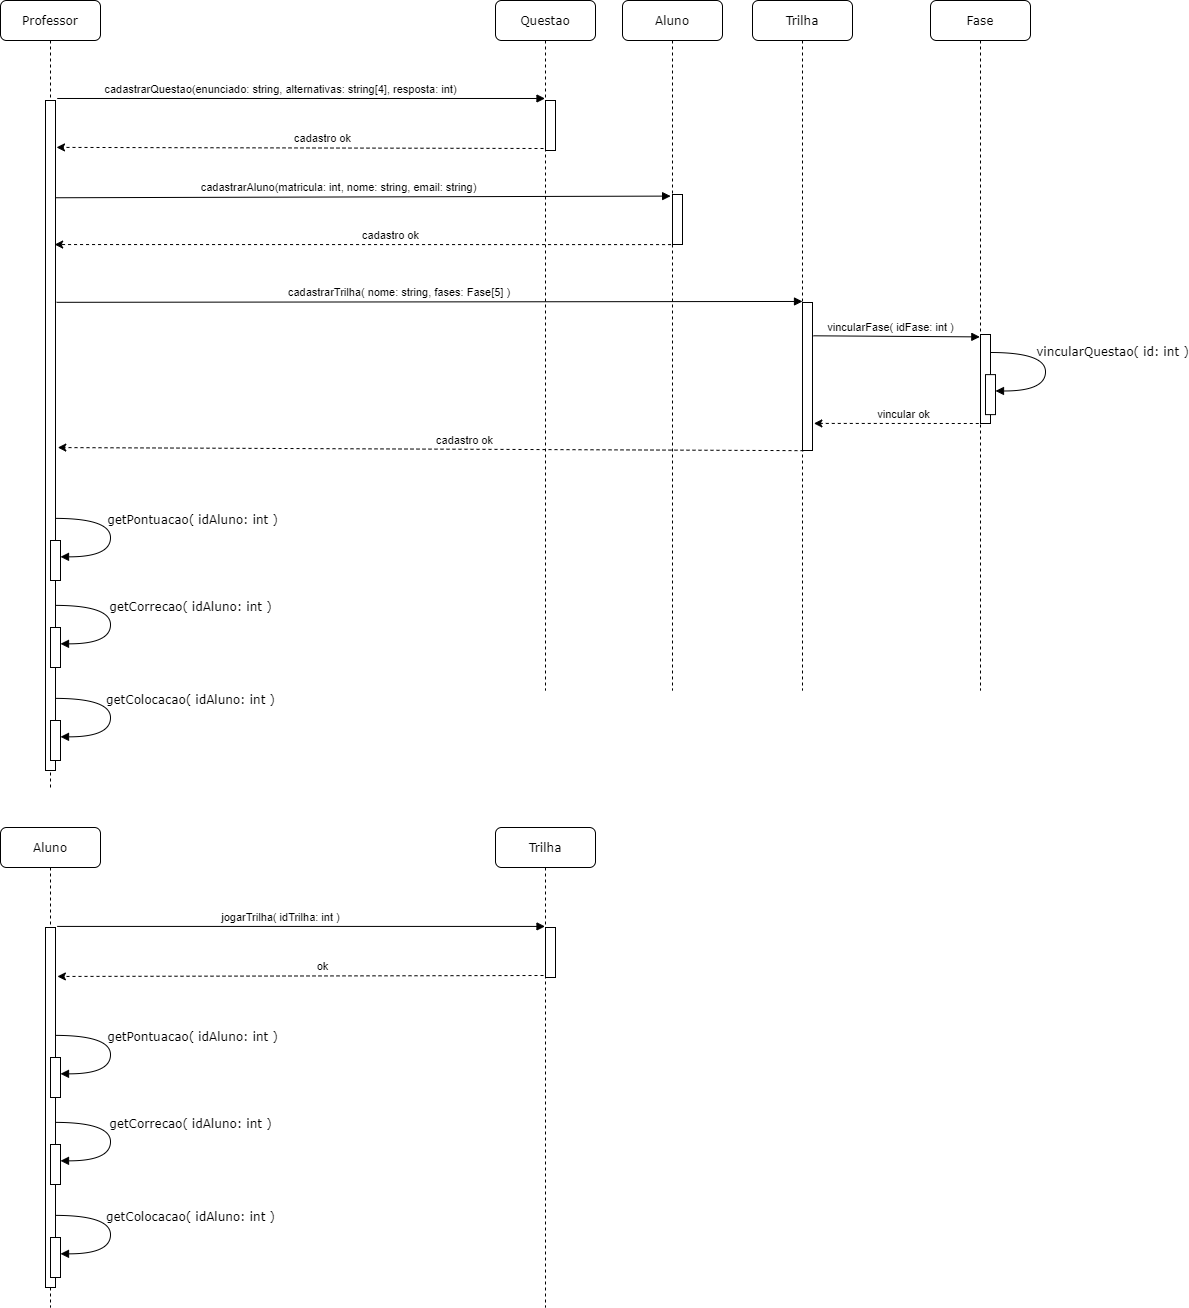 Professor
Questao
Aluno
Trilha
Fase
cadastrarQuestao(enunciado: string, alternativas: string[4], resposta: int)
cadastro ok
cadastrarAluno(matricula: int, nome: string, email: string)
cadastro ok
cadastrarTrilha( nome: string, fases: Fase[5] )
vincularFase( idFase: int )
vincularQuestao( id: int )
vincular ok
cadastro ok
getPontuacao( idAluno: int )
getCorrecao( idAluno: int )
getColocacao( idAluno: int )
Aluno
Trilha
jogarTrilha( idTrilha: int )
ok
getPontuacao( idAluno: int )
getCorrecao( idAluno: int )
getColocacao( idAluno: int )